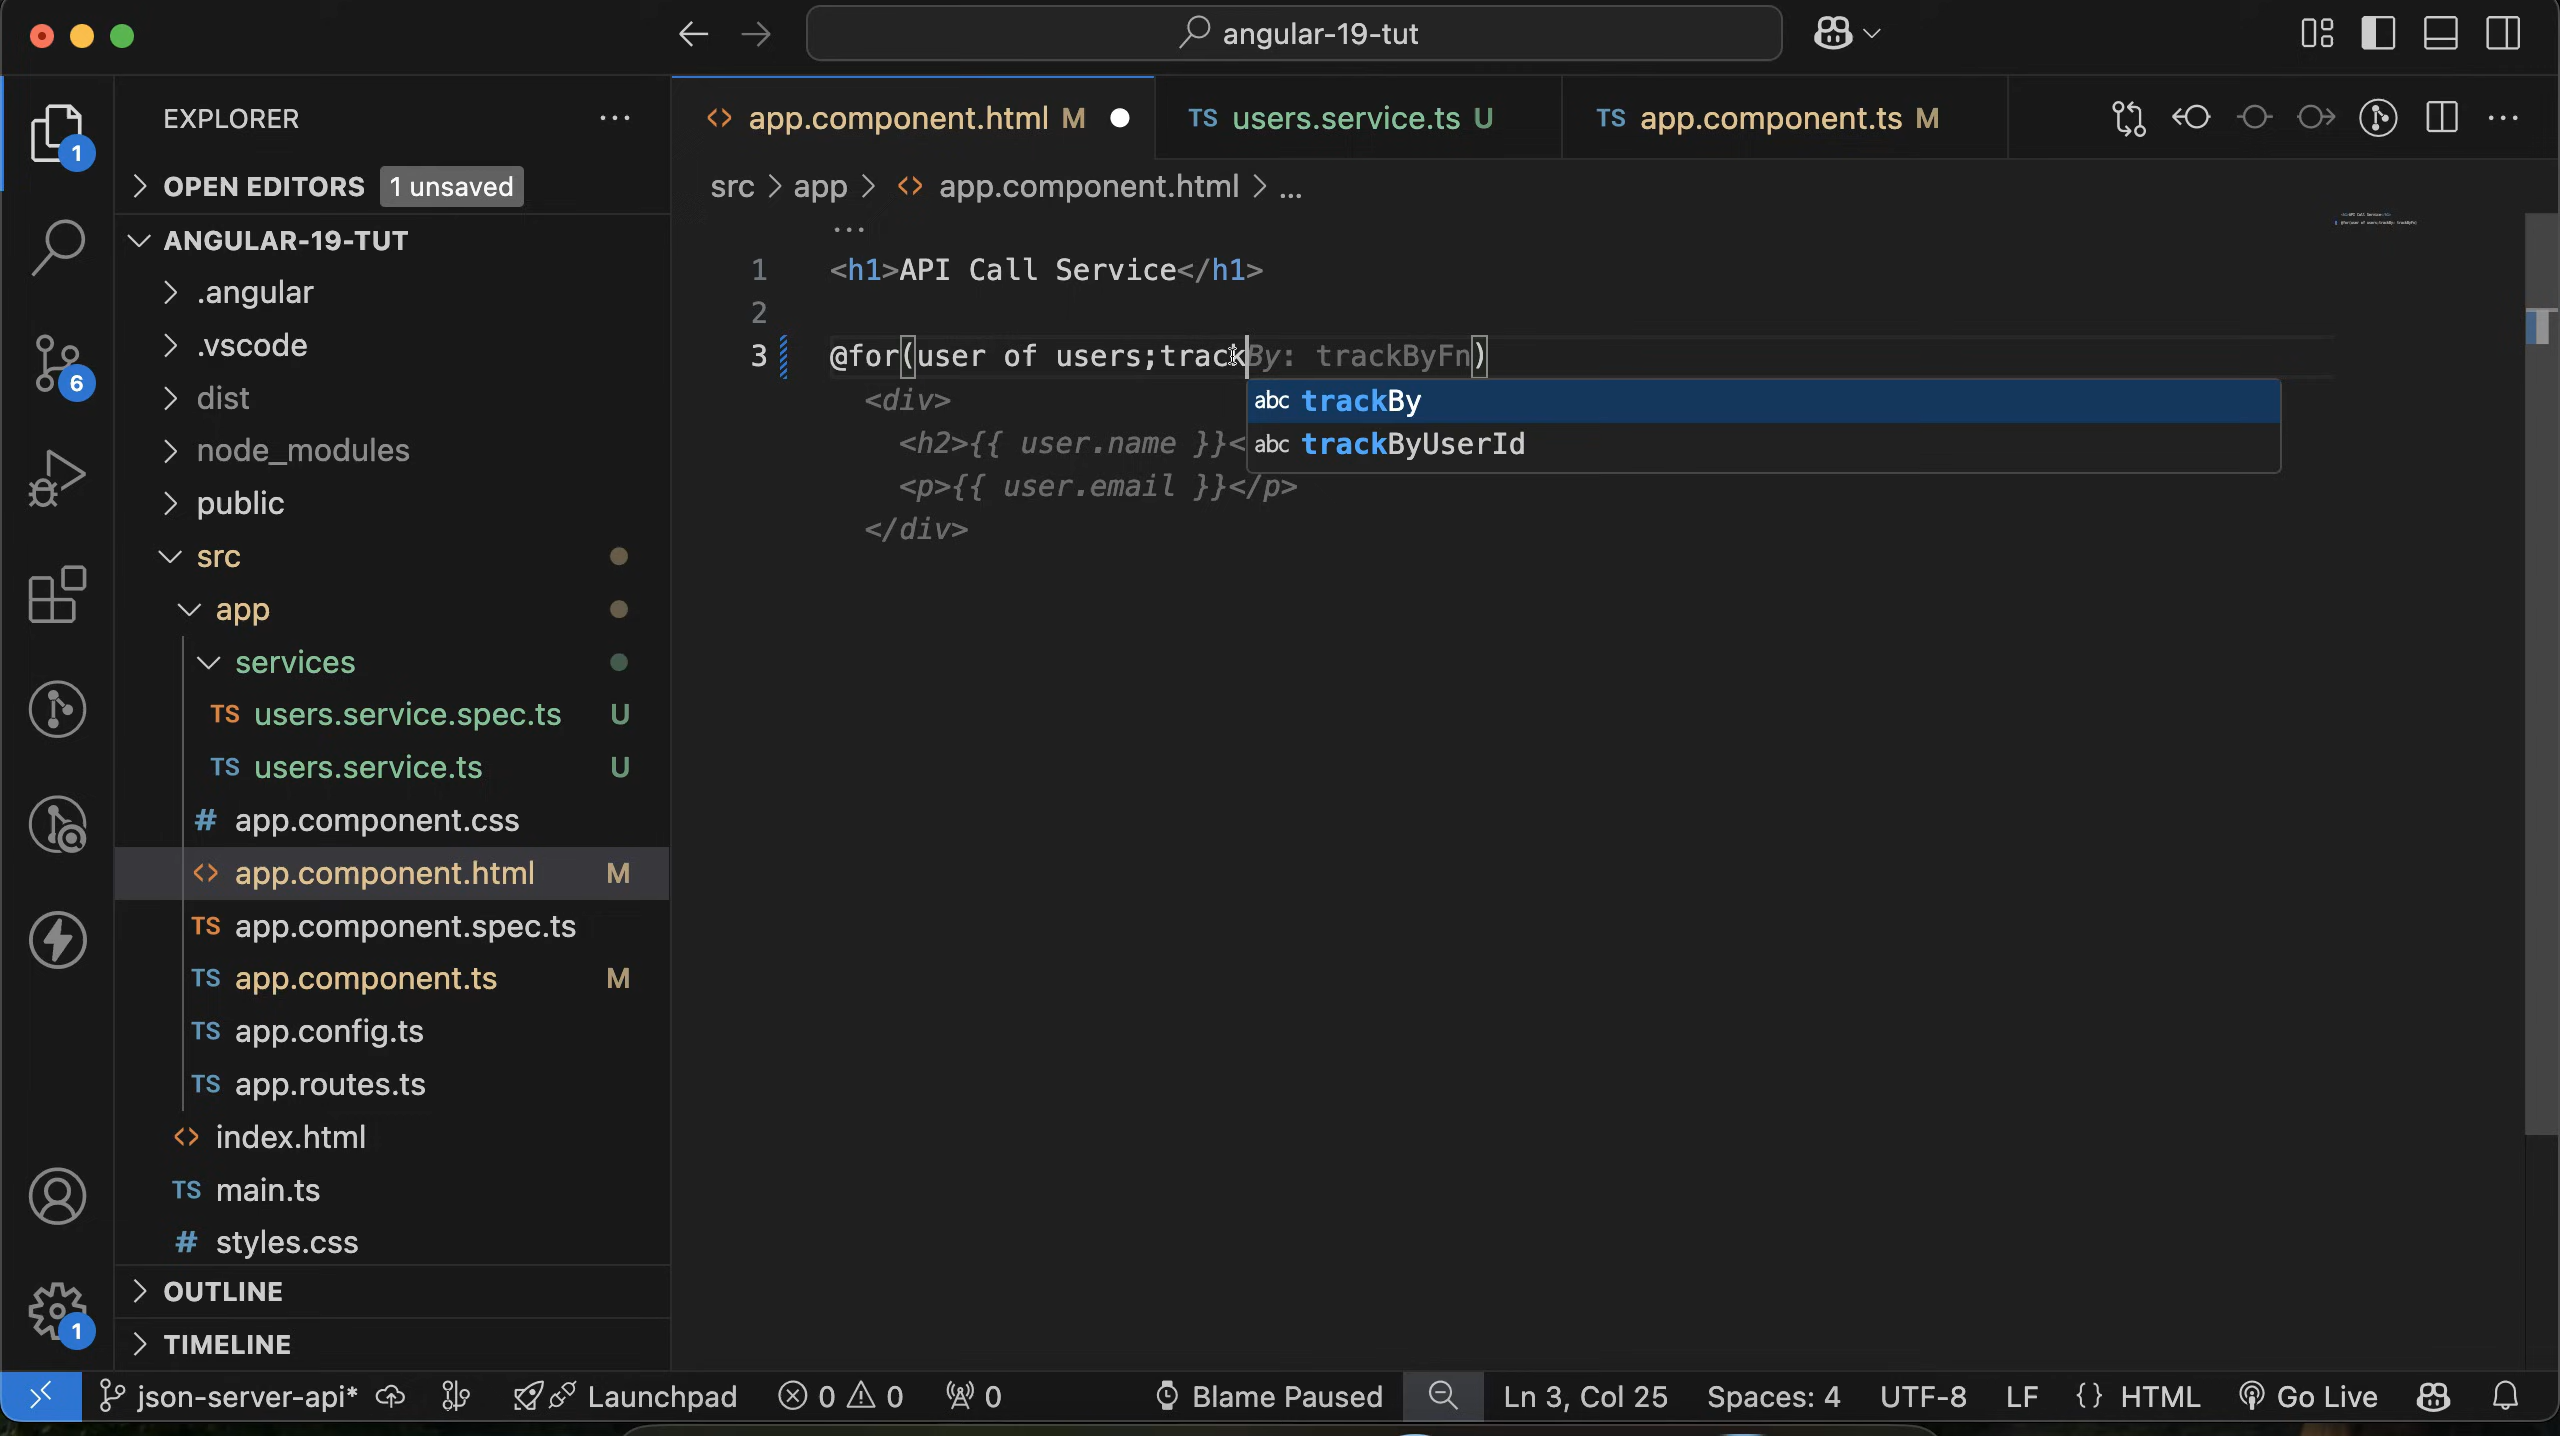 angular-19-tut
EXPLORER
OPEN EDITORS 1 unsaved
ANGULAR-19-TUT
.angular
.vscode
dist
node_modules
public
src
app
services
TS users.service.spec.ts U
TS users.service.ts U
# app.component.css
<> app.component.html M
TS app.component.spec.ts
TS app.component.ts M
TS app.config.ts
TS app.routes.ts
<> index.html
TS main.ts
# styles.css
OUTLINE
TIMELINE
1
6
1
<> app.component.html M
TS users.service.ts U
TS app.component.ts M
src > app > <> app.component.html > ...
...
1 <h1>API Call Service</h1>
2
3 @for(user of users;trackBy: trackByFn)
<div>
<h2>{{ user.name }}<
<p>{{ user.email }}</p>
</div>
abc trackBy
abc trackByUserId
json-server-api* Launchpad 0 0 0 Blame Paused Ln 3, Col 25 Spaces: 4 UTF-8 LF {} HTML Go Live